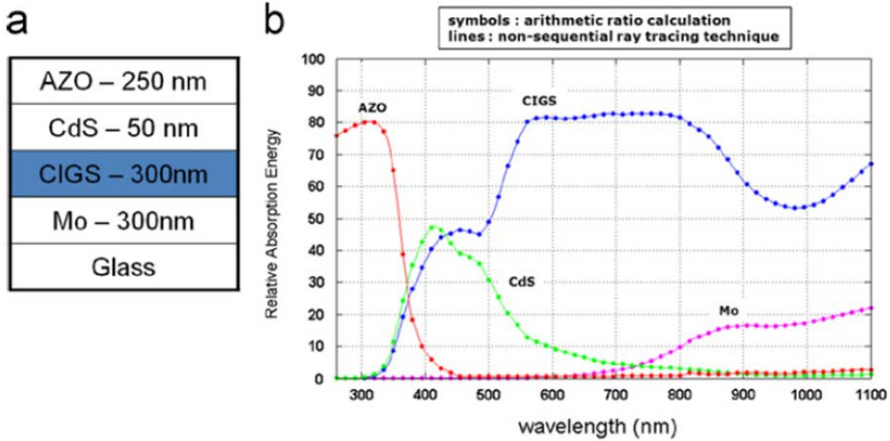 a
AZO – 250 nm
CdS – 50 nm
CIGS – 300nm
Mo – 300nm
Glass
b
symbols : arithmetic ratio calculation
lines : non-sequential ray tracing technique
Relative Absorption Energy
100
90
80
70
60
50
40
30
20
10
0
AZO
CIGS
CdS
Mo
300 400 500 600 700 800 900 1000 1100
wavelength (nm)